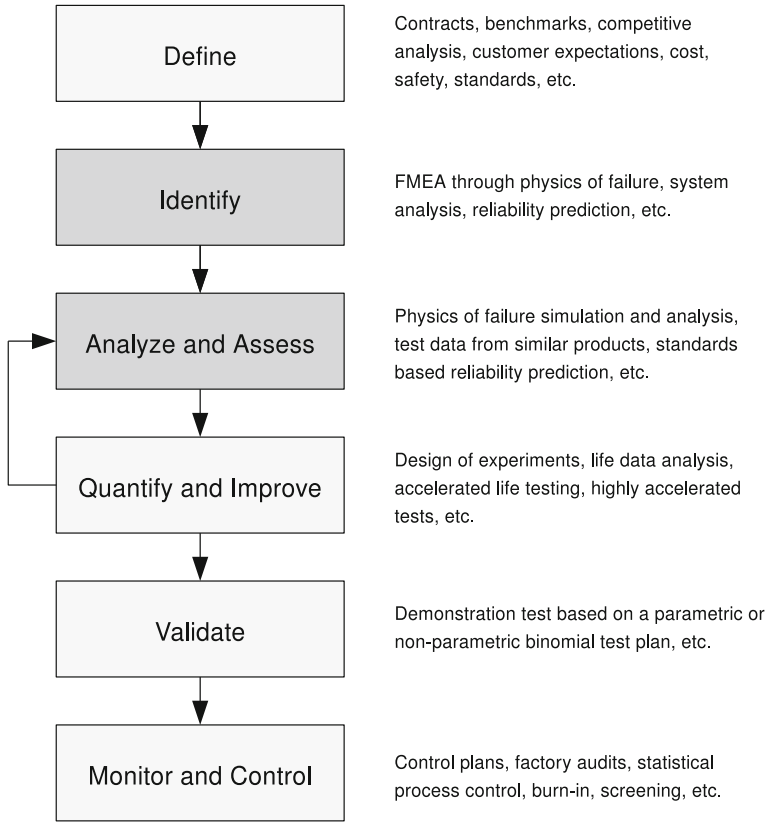 Define
Contracts, benchmarks, competitive
analysis, customer expectations, cost,
safety, standards, etc.
Identify
FMEA through physics of failure, system
analysis, reliability prediction, etc.
Analyze and Assess
Physics of failure simulation and analysis,
test data from similar products, standards
based reliability prediction, etc.
Quantify and Improve
Design of experiments, life data analysis,
accelerated life testing, highly accelerated
tests, etc.
Validate
Demonstration test based on a parametric or
non-parametric binomial test plan, etc.
Monitor and Control
Control plans, factory audits, statistical
process control, burn-in, screening, etc.